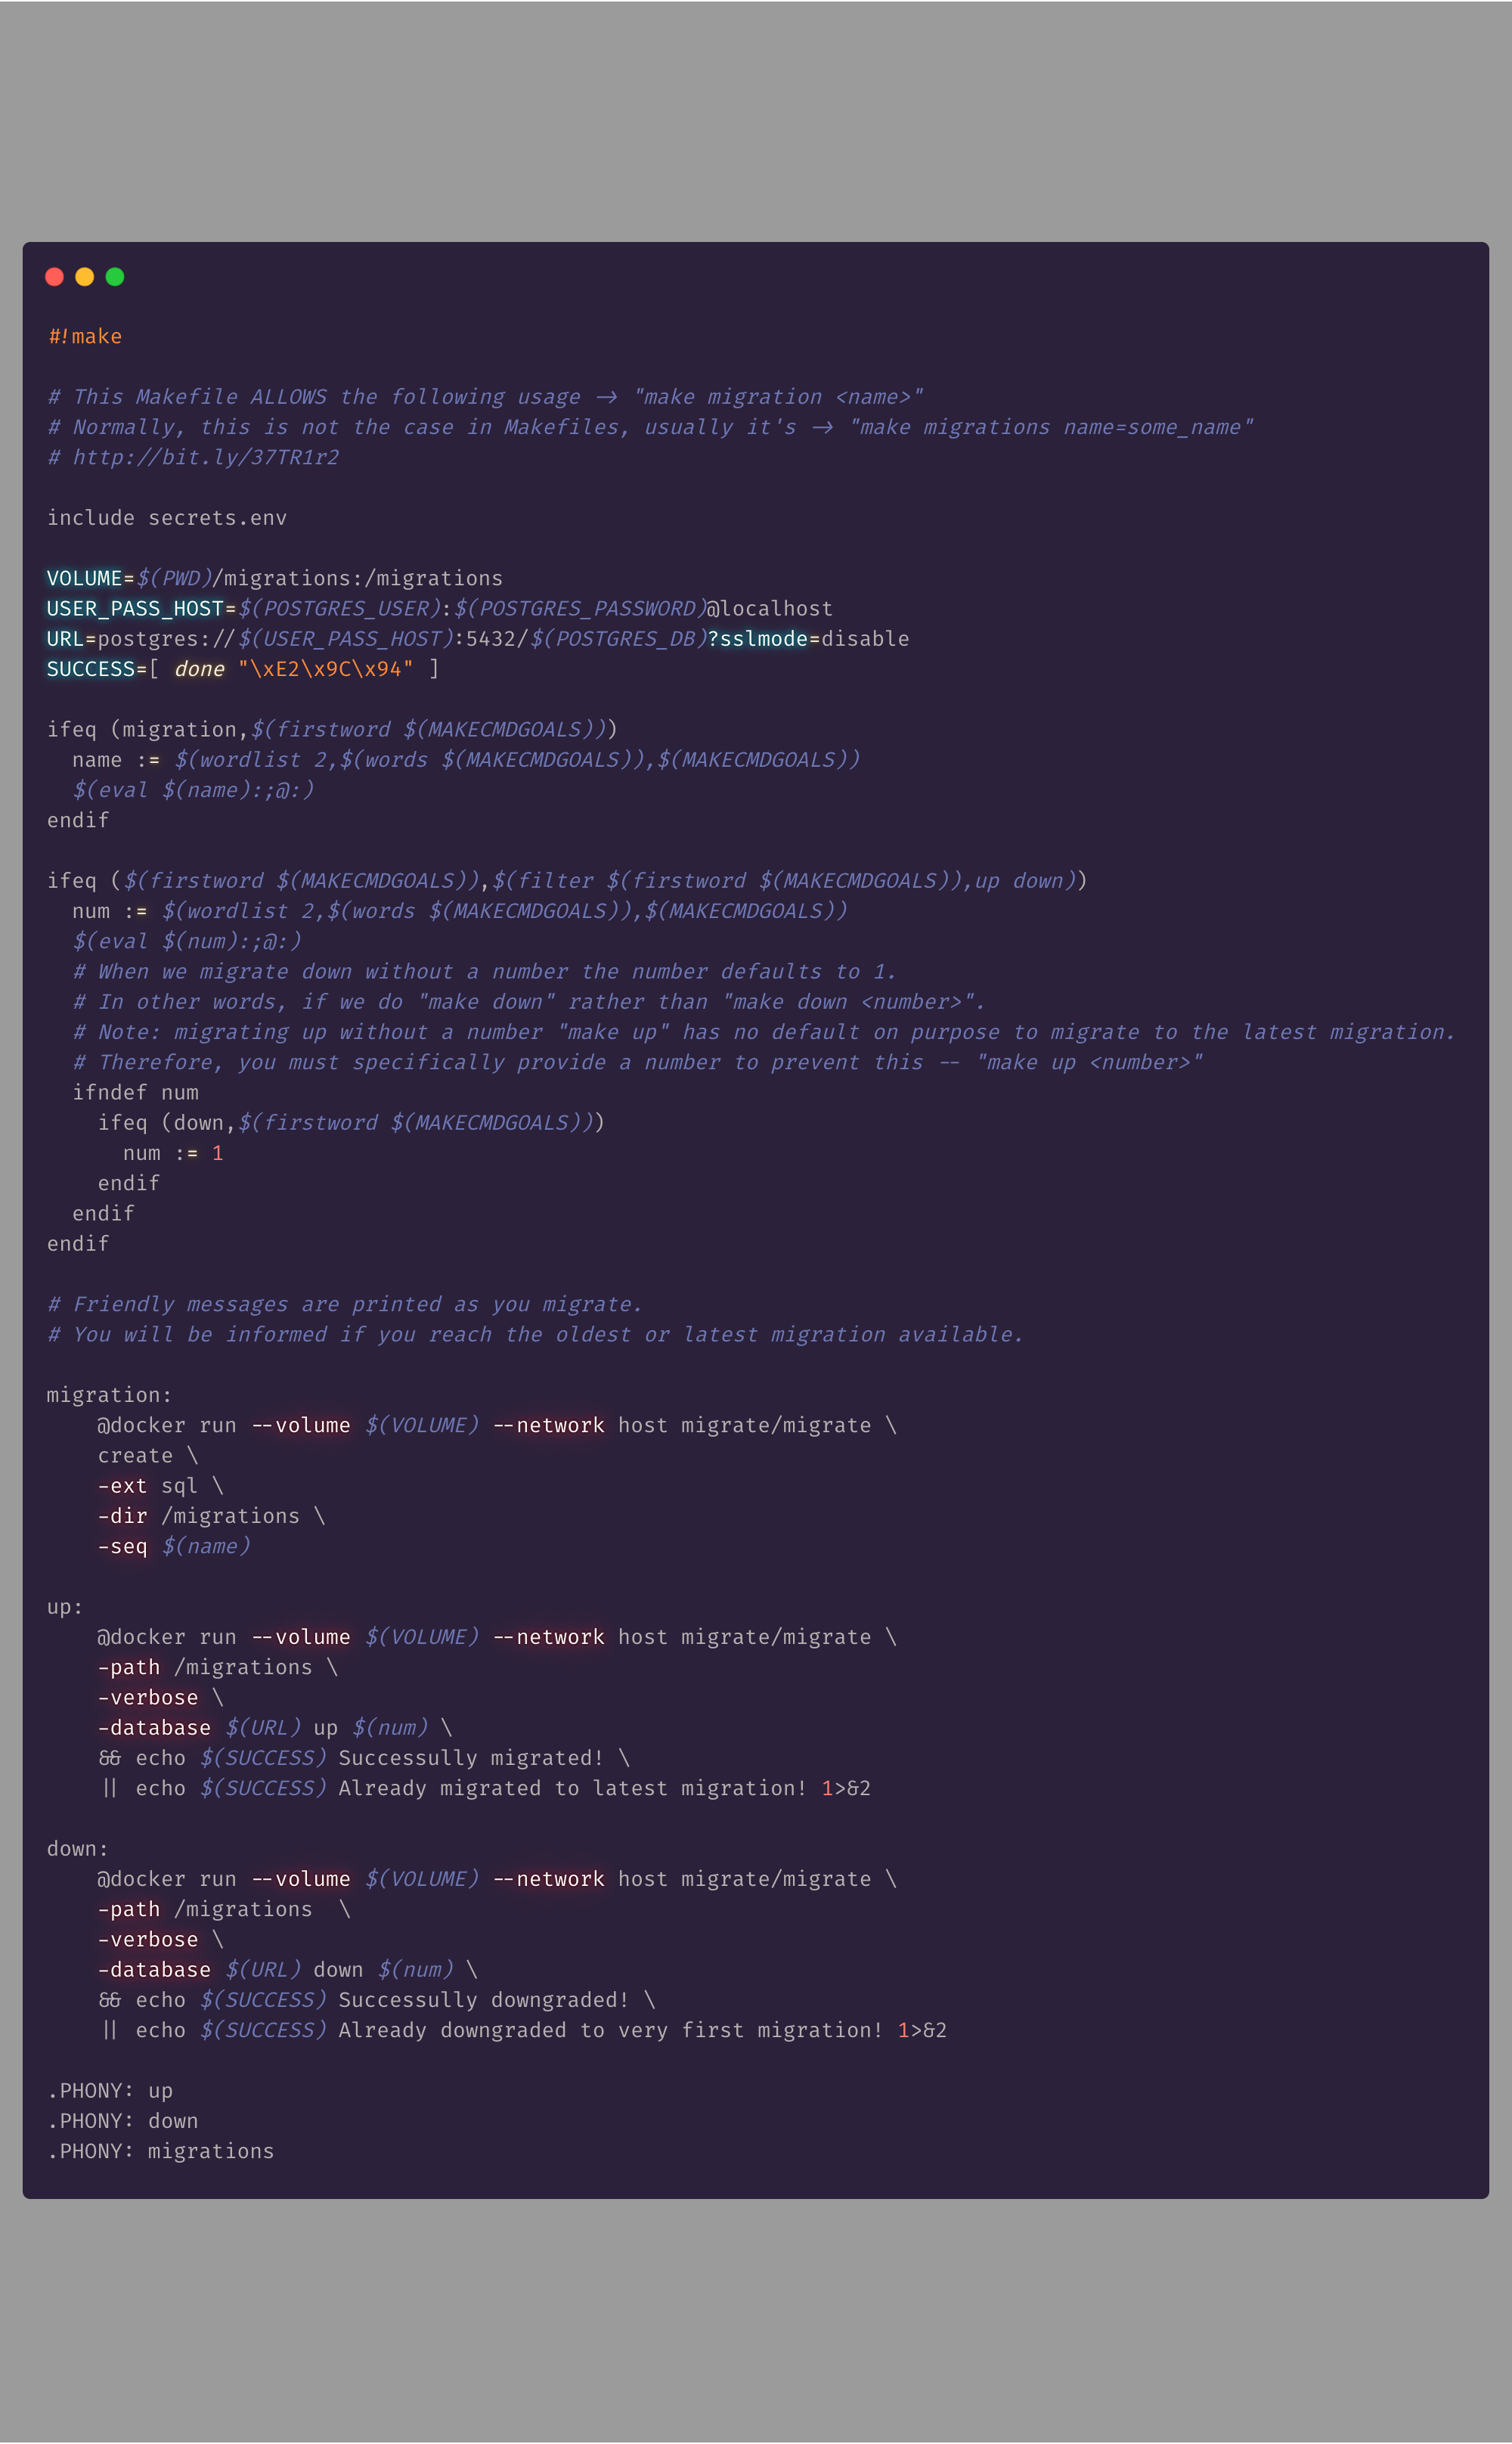 #!make

# This Makefile ALLOWS the following usage -> "make migration <name>"
# Normally, this is not the case in Makefiles, usually it's -> "make migrations name=some_name"
# http://bit.ly/37TR1r2

include secrets.env

VOLUME=$(PWD)/migrations:/migrations
USER_PASS_HOST=$(POSTGRES_USER):$(POSTGRES_PASSWORD)@localhost
URL=postgres://$(USER_PASS_HOST):5432/$(POSTGRES_DB)?sslmode=disable
SUCCESS=[ done "\xE2\x9C\x94" ]

ifeq (migration,$(firstword $(MAKECMDGOALS)))
  name := $(wordlist 2,$(words $(MAKECMDGOALS)),$(MAKECMDGOALS))
  $(eval $(name):;@:)
endif

ifeq ($(firstword $(MAKECMDGOALS)),$(filter $(firstword $(MAKECMDGOALS)),up down))
  num := $(wordlist 2,$(words $(MAKECMDGOALS)),$(MAKECMDGOALS))
  $(eval $(num):;@:)
  # When we migrate down without a number the number defaults to 1.
  # In other words, if we do "make down" rather than "make down <number>".
  # Note: migrating up without a number "make up" has no default on purpose to migrate to the latest migration.
  # Therefore, you must specifically provide a number to prevent this -- "make up <number>"
  ifndef num
    ifeq (down,$(firstword $(MAKECMDGOALS)))
      num := 1
    endif
  endif
endif

# Friendly messages are printed as you migrate.
# You will be informed if you reach the oldest or latest migration available.

migration:
    @docker run --volume $(VOLUME) --network host migrate/migrate \
    create \
    -ext sql \
    -dir /migrations \
    -seq $(name)

up:
    @docker run --volume $(VOLUME) --network host migrate/migrate \
    -path /migrations \
    -verbose \
    -database $(URL) up $(num) \
    && echo $(SUCCESS) Successully migrated! \
    || echo $(SUCCESS) Already migrated to latest migration! 1>&2

down:
    @docker run --volume $(VOLUME) --network host migrate/migrate \
    -path /migrations  \
    -verbose \
    -database $(URL) down $(num) \
    && echo $(SUCCESS) Successully downgraded! \
    || echo $(SUCCESS) Already downgraded to very first migration! 1>&2

.PHONY: up
.PHONY: down
.PHONY: migrations